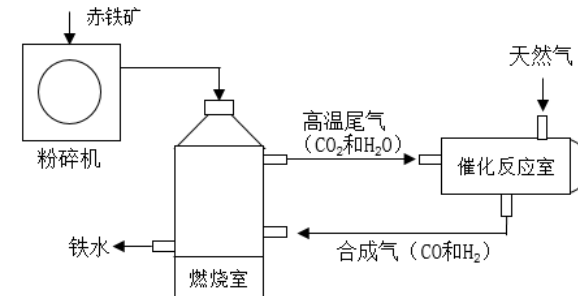 赤铁矿
粉碎机
天然气
高温尾气
（CO₂和H₂O）
催化反应室
铁水
合成气（CO和H₂）
燃烧室